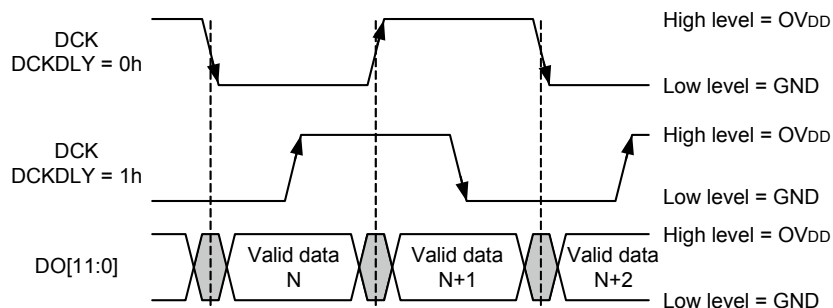 High level = OVDD
DCK
DCKDLY = 0h
Low level = GND
High level = OVDD
DCK
DCKDLY = 1h
Low level = GND
High level = OVDD
DO[11:0]
Valid data
N
Valid data
N+1
Valid data
N+2
Low level = GND